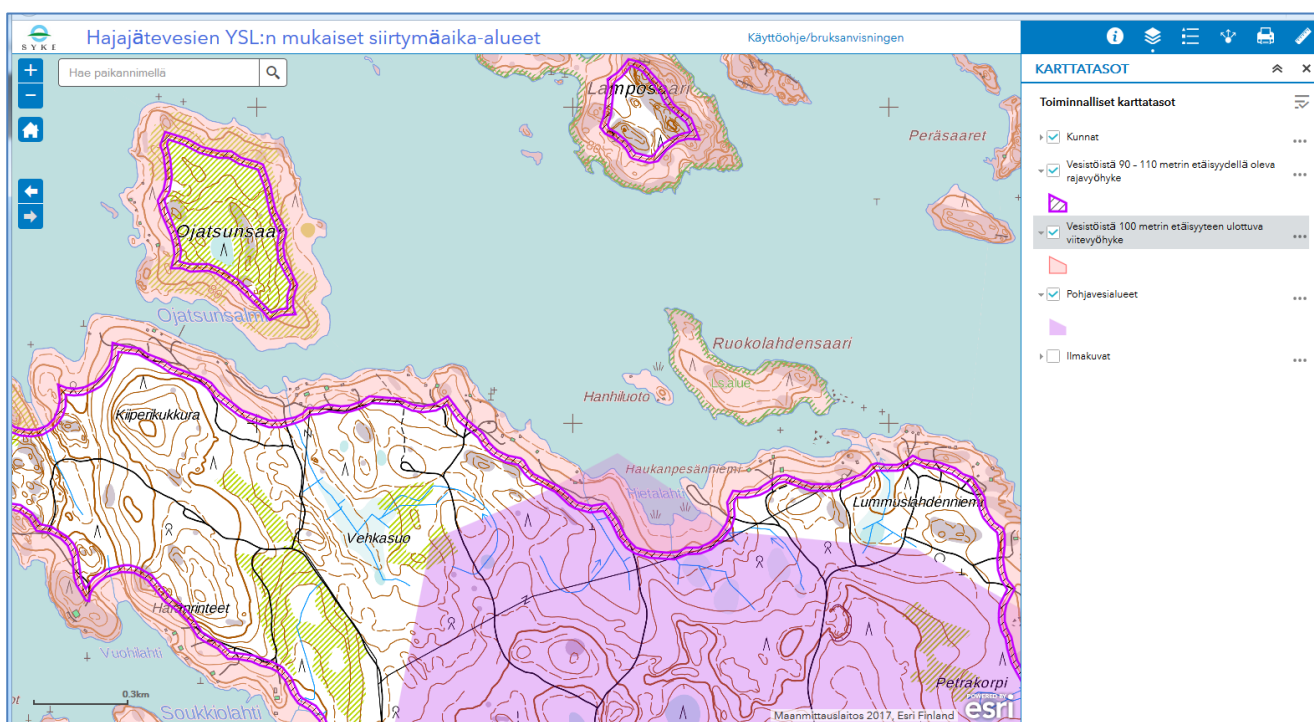 SYKE
Hajajätevesien YSL:n mukaiset siirtymäaika-alueet
Käyttöohje/bruksanvisningen
Hae paikannimellä
KARTTATASOT
Toiminnalliset karttatasot
Kunnat
Vesistöistä 90 - 110 metrin etäisyydellä oleva
rajavyöhyke
Vesistöistä 100 metrin etäisyyteen ulottuva
viitevyöhyke
Pohjavesialueet
Ilmakuvat
Lamposaari
Peräsaaret
Ojatsunsaari
Ojatsunsalmi
Ruokolahdensaari
Ls.alue
Hanhiluoto
Kiiperikukkura
Haukanpesänniemi
Pietalahti
Lummuslahdenniemi
Vehkasuo
Vuohilahti
Soukkiolahti
Petrakorpi
0.3km
Maanmittauslaitos 2017, Esri Finland
POWERED BY
esri